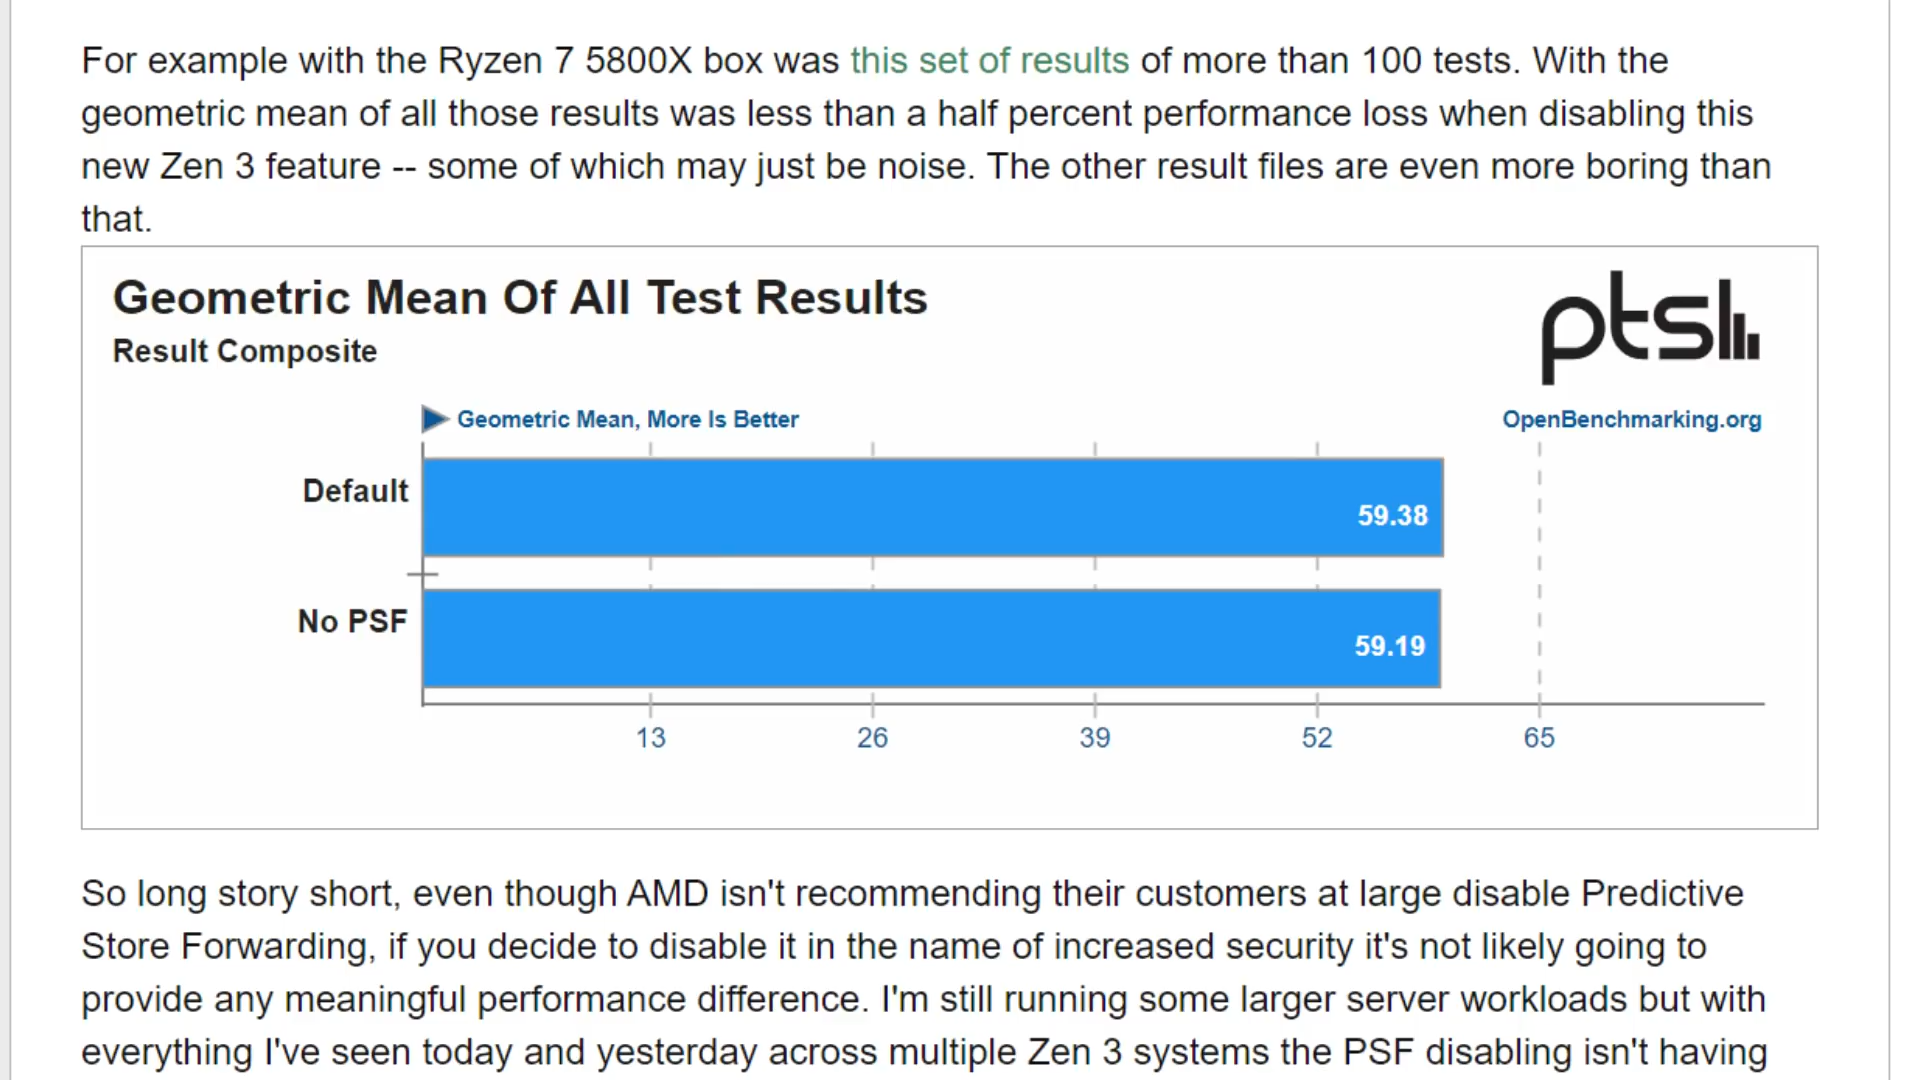 For example with the Ryzen 7 5800X box was this set of results of more than 100 tests. With the
geometric mean of all those results was less than a half percent performance loss when disabling this
new Zen 3 feature -- some of which may just be noise. The other result files are even more boring than
that.
Geometric Mean Of All Test Results
Result Composite
ptsl
Geometric Mean, More Is Better
OpenBenchmarking.org
Default
59.38
No PSF
59.19
13 26 39 52 65
So long story short, even though AMD isn't recommending their customers at large disable Predictive
Store Forwarding, if you decide to disable it in the name of increased security it's not likely going to
provide any meaningful performance difference. I'm still running some larger server workloads but with
everything I've seen today and yesterday across multiple Zen 3 systems the PSF disabling isn't having